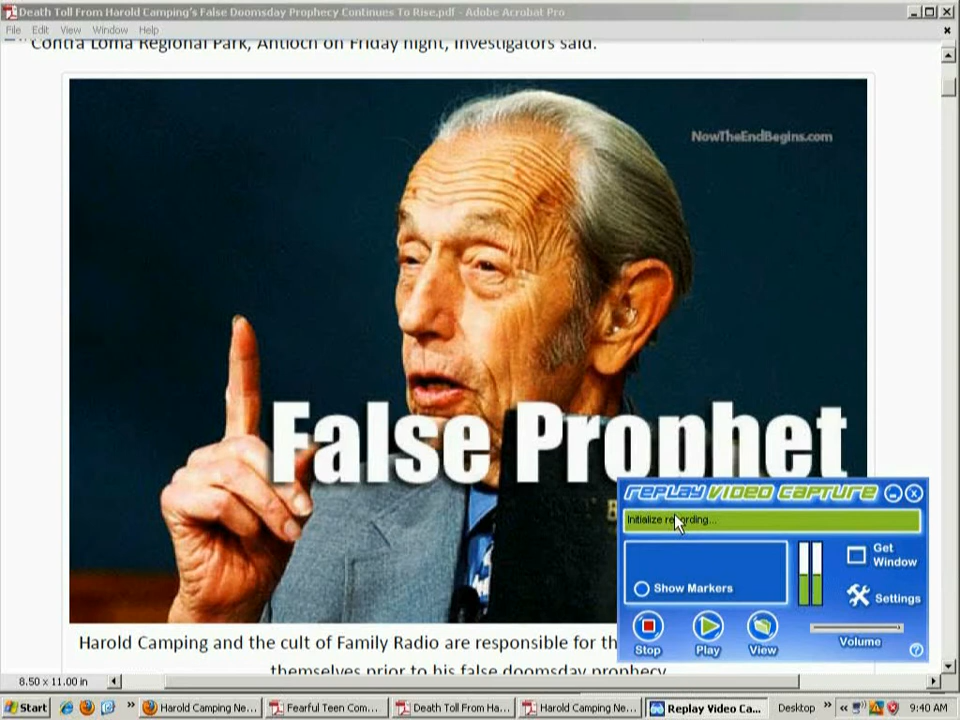 Death Toll From Harold Camping's False Doomsday Prophecy Continues To Rise.pdf - Adobe Acrobat Pro
File Edit View Window Help
Contra Loma Regional Park, Antioch on Friday night, investigators said.
NowTheEndBegins.com
False Prophet
REPLAY VIDEO CAPTURE
Initialize recording...
Get
Window
Show Markers
Settings
Stop Play View Volume
Harold Camping and the cult of Family Radio are responsible for th
themselves prior to his false doomsday prophecy
8.50 x 11.00 in
Start Harold Camping Ne... Fearful Teen Com... Death Toll From Ha... Harold Camping Ne... Replay Video Ca... Desktop 9:40 AM